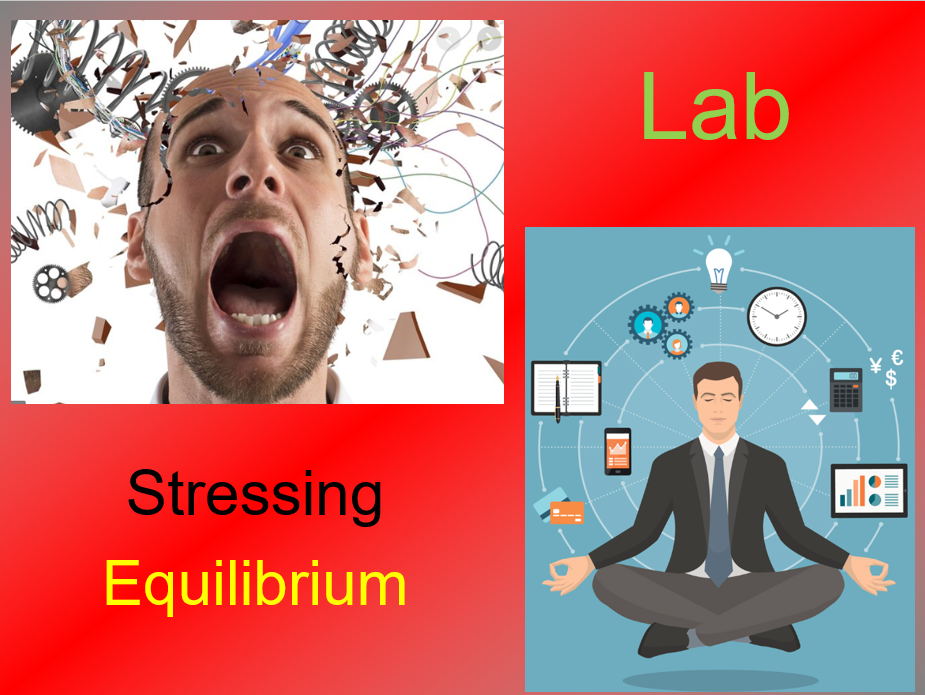 Lab
¥ €
$
Stressing
Equilibrium